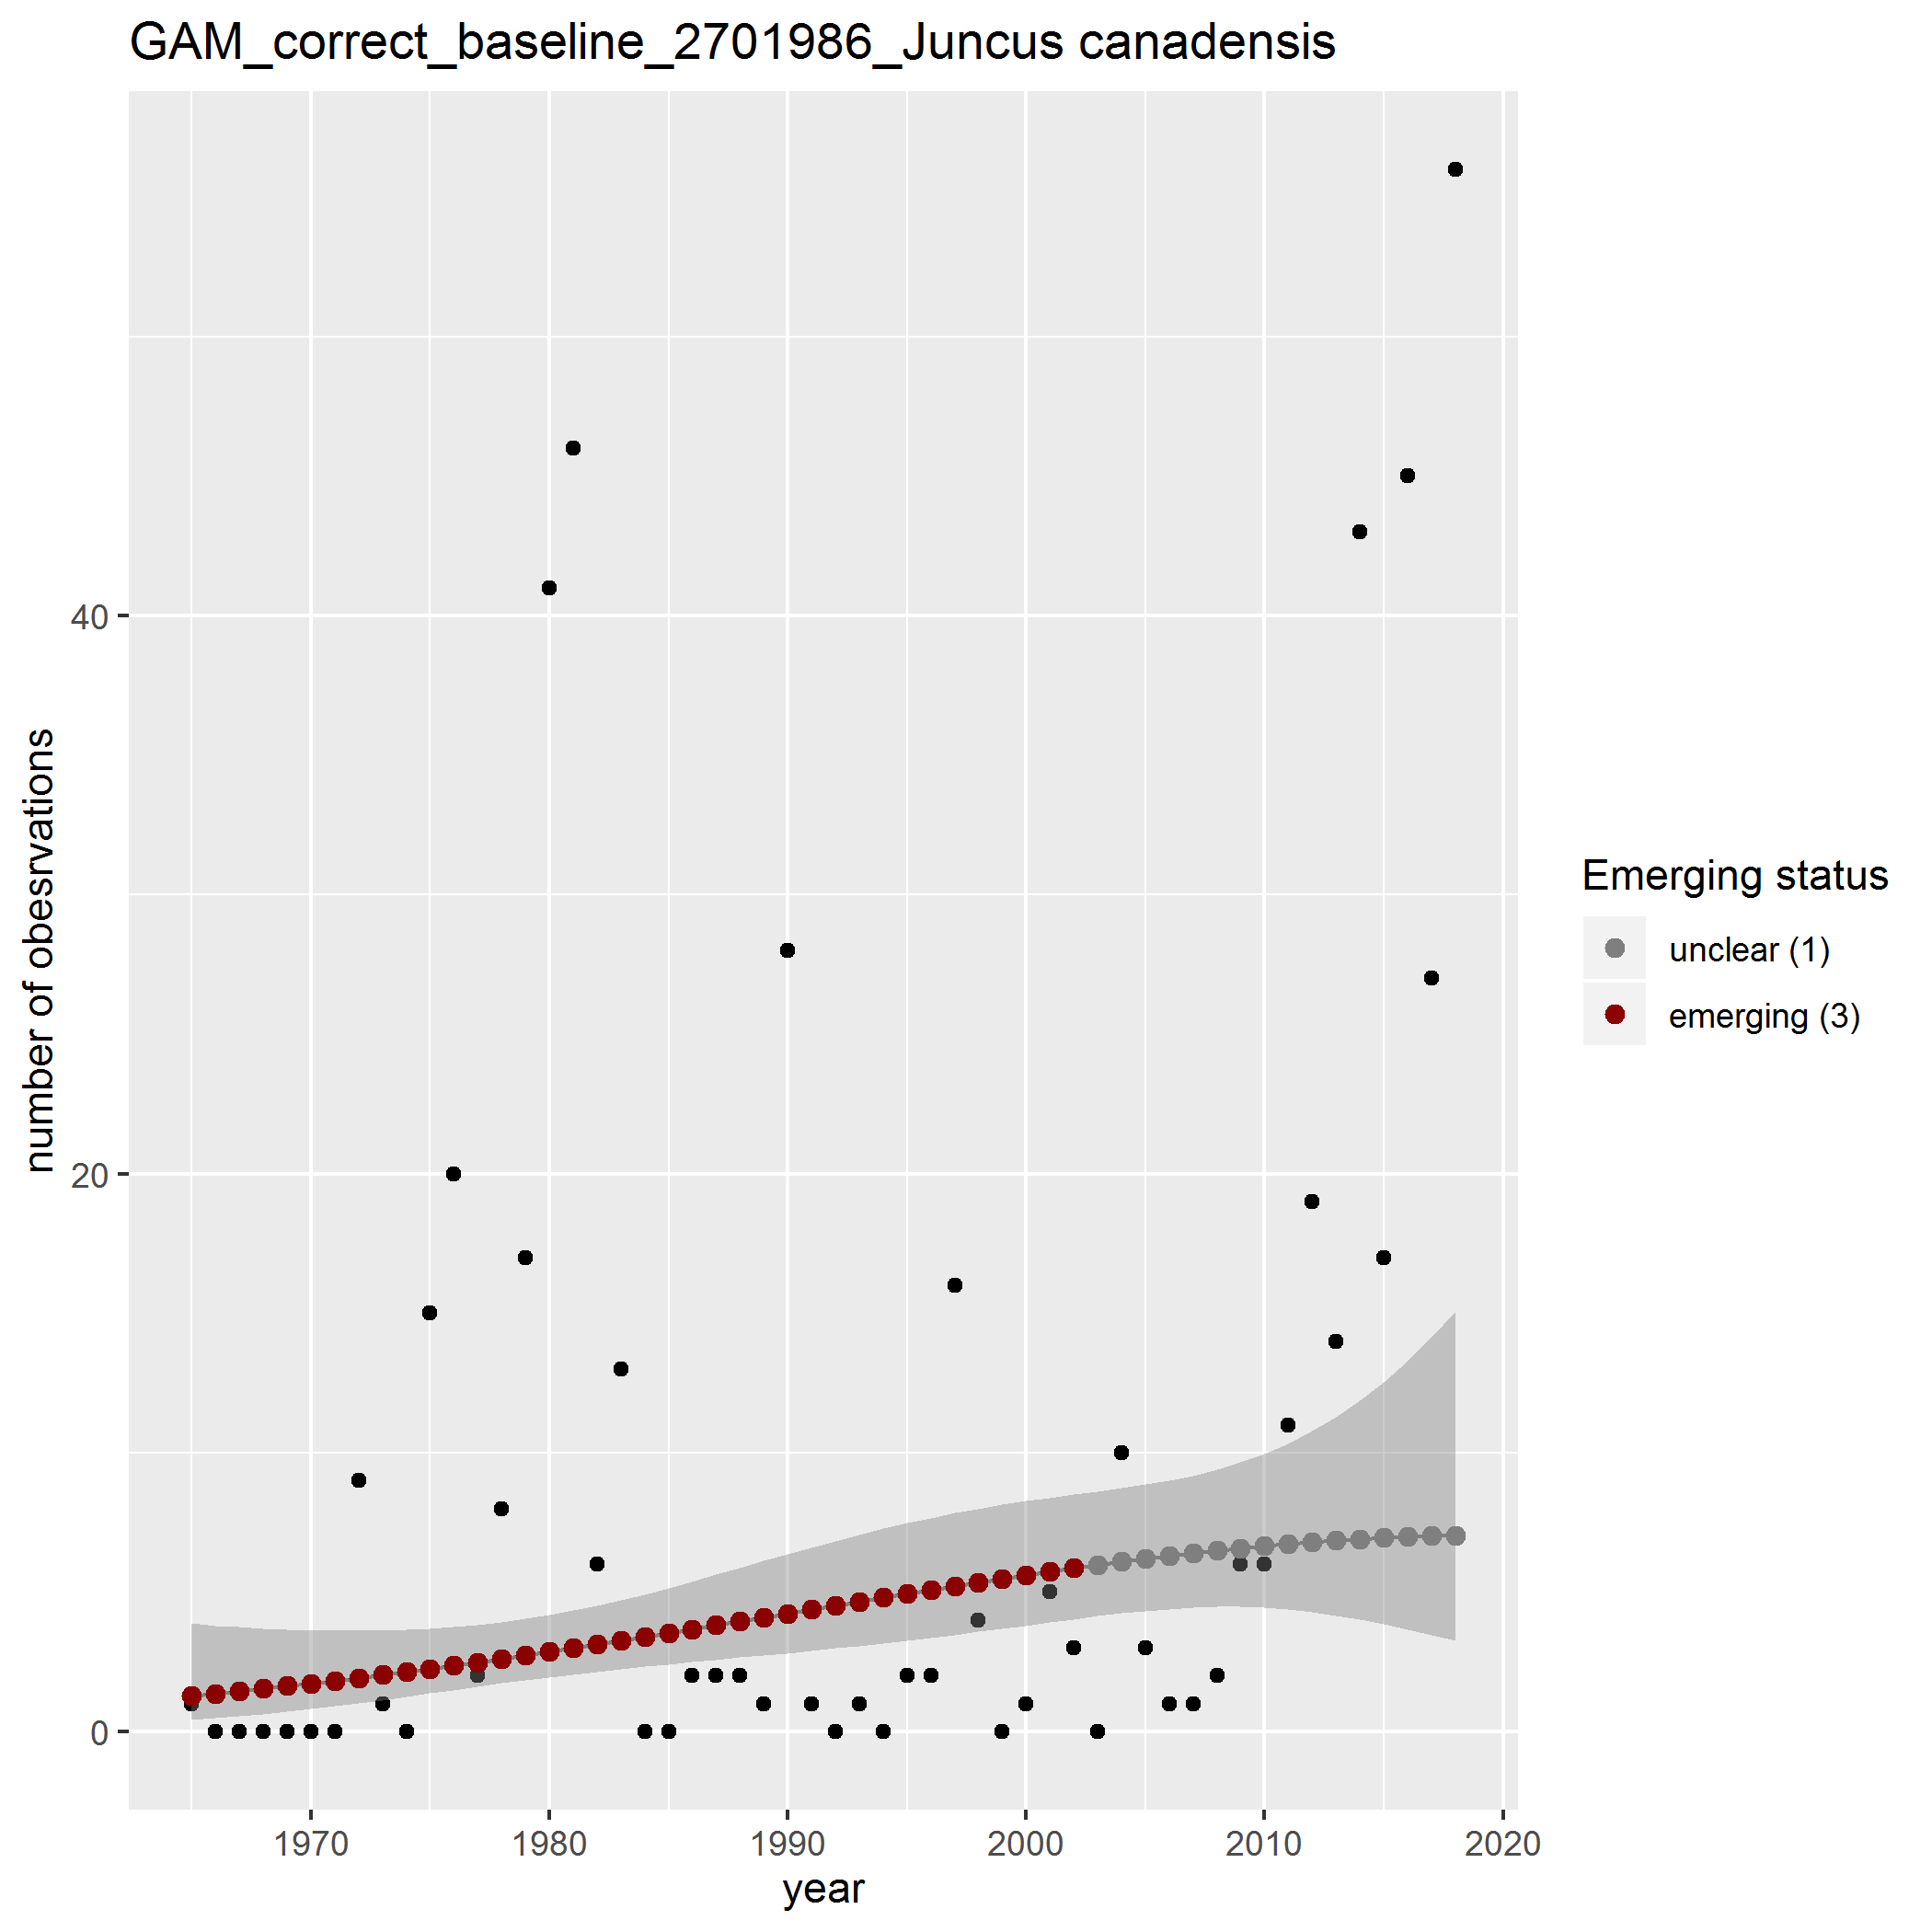 GAM_correct_baseline_2701986_Juncus canadensis
number of obesrvations
40
20
0
1970
1980
1990
2000
2010
2020
year
Emerging status
unclear (1)
emerging (3)